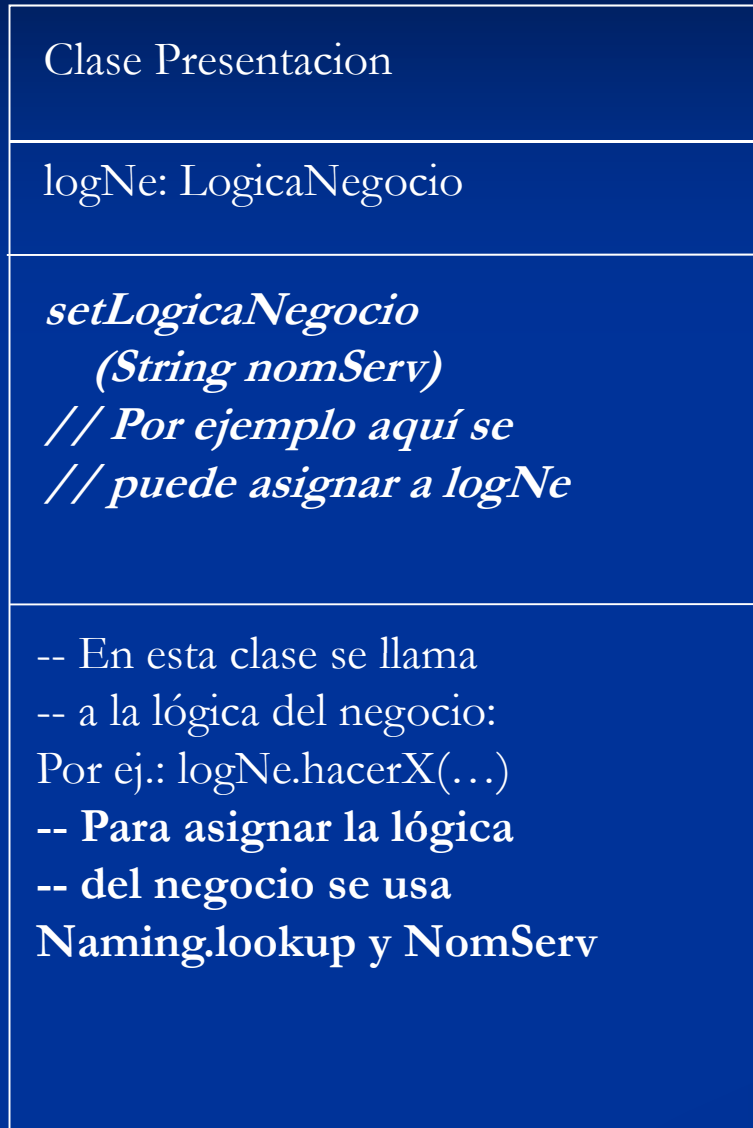 Clase Presentacion
logNe: LogicaNegocio
setLogicaNegocio
(String nomServ)
// Por ejemplo aquí se
// puede asignar a logNe
-- En esta clase se llama
-- a la lógica del negocio:
Por ej.: logNe.hacerX(…)
-- Para asignar la lógica
-- del negocio se usa
Naming.lookup y NomServ